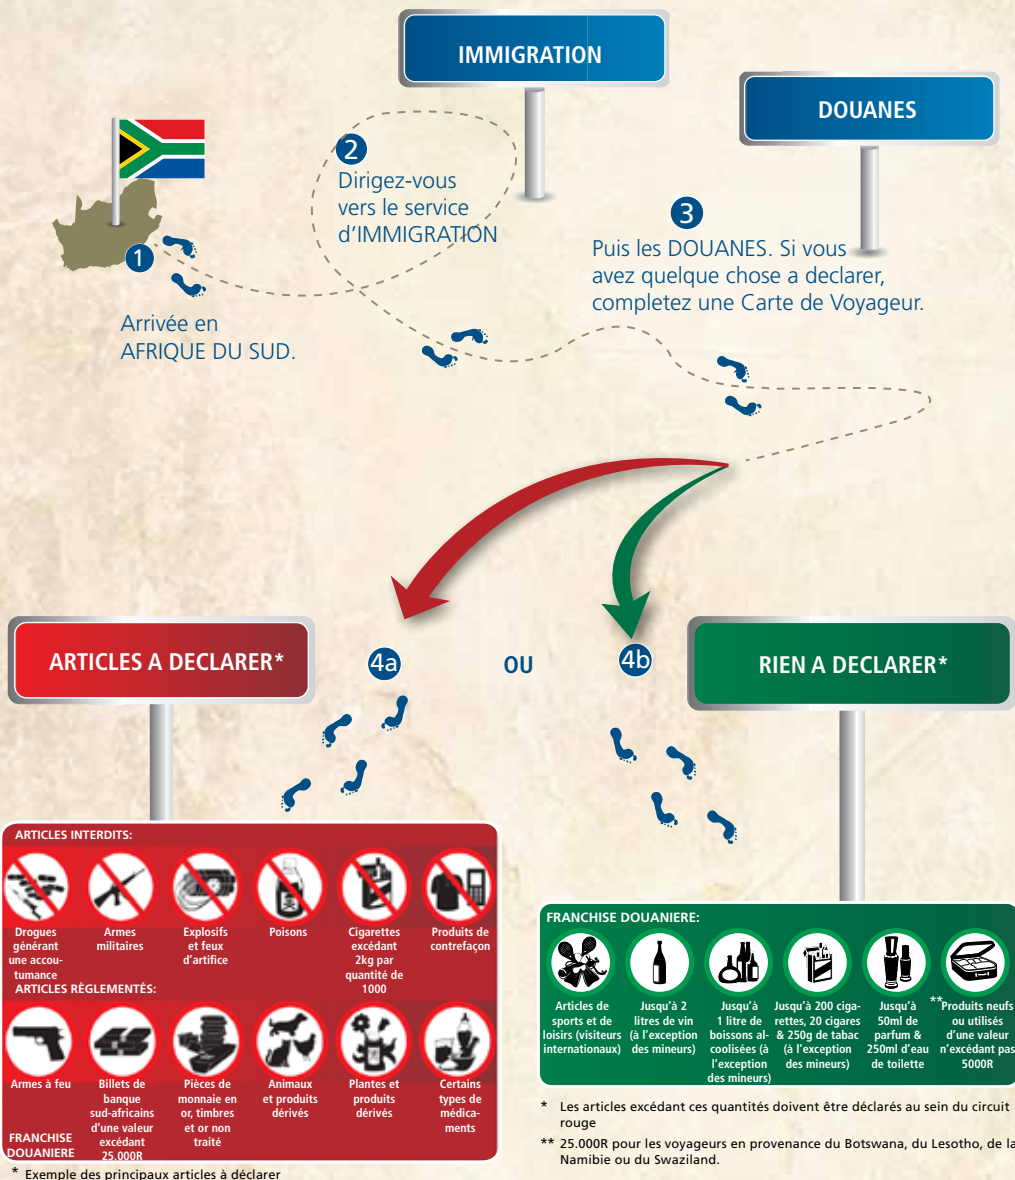 IMMIGRATION
DOUANES
1
Arrivée en
AFRIQUE DU SUD.
2
Dirigez-vous
vers le service
d'IMMIGRATION
3
Puis les DOUANES. Si vous
avez quelque chose a declarer,
completez une Carte de Voyageur.
ARTICLES A DECLARER*
4a
OU
4b
RIEN A DECLARER*
ARTICLES INTERDITS:
Drogues
générant
une accou-
tumance
Armes
militaires
Explosifs
et feux
d'artifice
Poisons
Cigarettes
excédant
2kg par
quantité de
1000
Produits de
contrefaçon
ARTICLES RÈGLEMENTÉS:
Armes à feu
Billets de
banque
sud-africains
d'une valeur
excédant
25.000R
Pièces de
monnaie en
or, timbres
et or non
traité
Animaux
et produits
dérivés
Plantes et
produits
dérivés
Certains
types de
médica-
ments
FRANCHISE
DOUANIERE
* Exemple des principaux articles à déclarer
FRANCHISE DOUANIERE:
Articles de
sports et de
loisirs (visiteurs
internationaux)
Jusqu'à 2
litres de vin
(à l'exception
des mineurs)
Jusqu'à
1 litre de
boissons al-
coolisées (à
l'exception
des mineurs)
Jusqu'à 200 ciga-
rettes, 20 cigares
& 250g de tabac
(à l'exception
des mineurs)
Jusqu'à
50ml de
parfum &
250ml d'eau
de toilette
**Produits neufs
ou utilisés
d'une valeur
n'excédant pas
5000R
* Les articles excédant ces quantités doivent être déclarés au sein du circuit
rouge
** 25.000R pour les voyageurs en provenance du Botswana, du Lesotho, de la
Namibie ou du Swaziland.